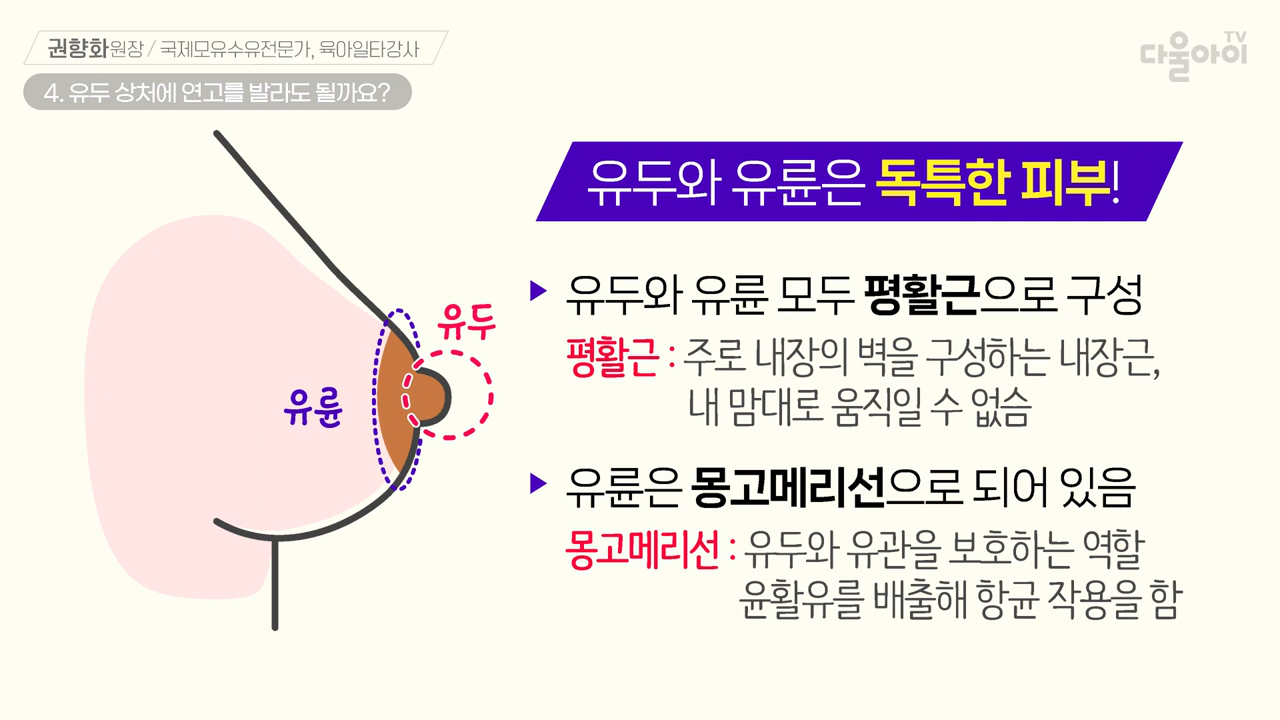 권향화원장 / 국제모유수유전문가, 육아일타강사
4. 유두 상처에 연고를 발라도 될까요?
다울아이 TV
유두와 유륜은 독특한 피부!
유두
유륜
▶ 유두와 유륜 모두 평활근으로 구성
평활근 : 주로 내장의 벽을 구성하는 내장근,
내 맘대로 움직일 수 없슴
▶ 유륜은 몽고메리선으로 되어 있음
몽고메리선 : 유두와 유관을 보호하는 역할
윤활유를 배출해 항균 작용을 함